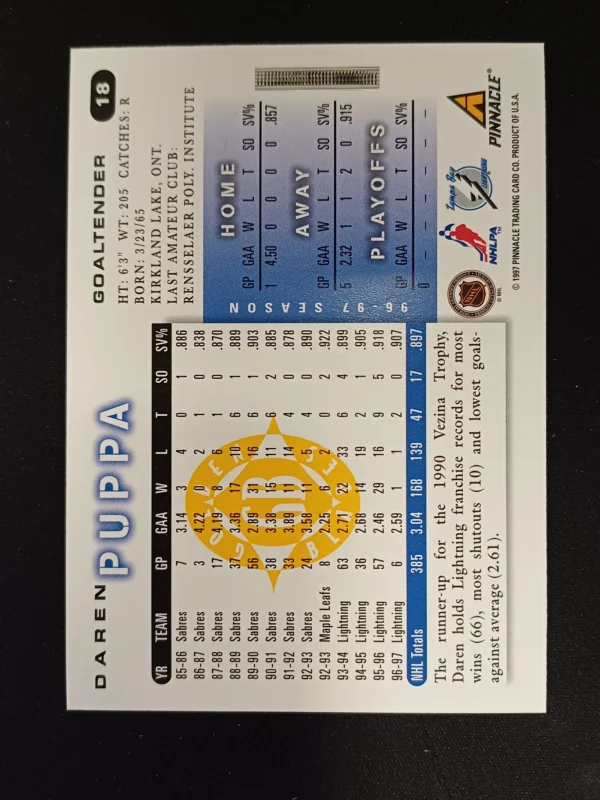 DAREN
PUPPA
GOALTENDER 18
HT: 6'3" WT: 205 CATCHES: R
BORN: 3/23/65
KIRKLAND LAKE, ONT.
LAST AMATEUR CLUB:
RENSSELAER POLY. INSTITUTE
YR TEAM GP GAA W L T SO SV%
85-86 Sabres 7 3.14 3 4 0 1 .886
86-87 Sabres 3 4.22 0 2 1 0 .838
87-88 Sabres 17 4.19 8 6 1 0 .870
88-89 Sabres 37 3.36 17 10 6 1 .889
89-90 Sabres 56 2.89 31 16 6 1 .903
90-91 Sabres 38 3.38 15 11 6 2 .885
91-92 Sabres 33 3.89 11 14 4 0 .878
92-93 Sabres 24 3.58 11 5 4 0 .890
92-93 Maple Leafs 8 2.25 6 2 0 2 .922
93-94 Lightning 63 2.71 22 33 6 4 .899
94-95 Lightning 36 2.68 14 19 2 1 .905
95-96 Lightning 57 2.46 29 16 9 5 .918
96-97 Lightning 6 2.59 1 1 2 0 .907
NHL Totals 385 3.04 168 139 47 17 .897
The runner-up for the 1990 Vezina Trophy,
Daren holds Lightning franchise records for most
wins (66), most shutouts (10) and lowest goals-
against average (2.61).
96-97 SEASON
HOME
GP GAA W L T SO SV%
1 4.50 0 0 0 0 .857
AWAY
GP GAA W L T SO SV%
5 2.32 1 1 2 0 .915
PLAYOFFS
GP GAA W L T SO SV%
0 – – – – – –
NHL
© NHL
NHLPA
Tampa Bay
LIGHTNING
PINNACLE®
© 1997 PINNACLE TRADING CARD CO. PRODUCT OF U.S.A.